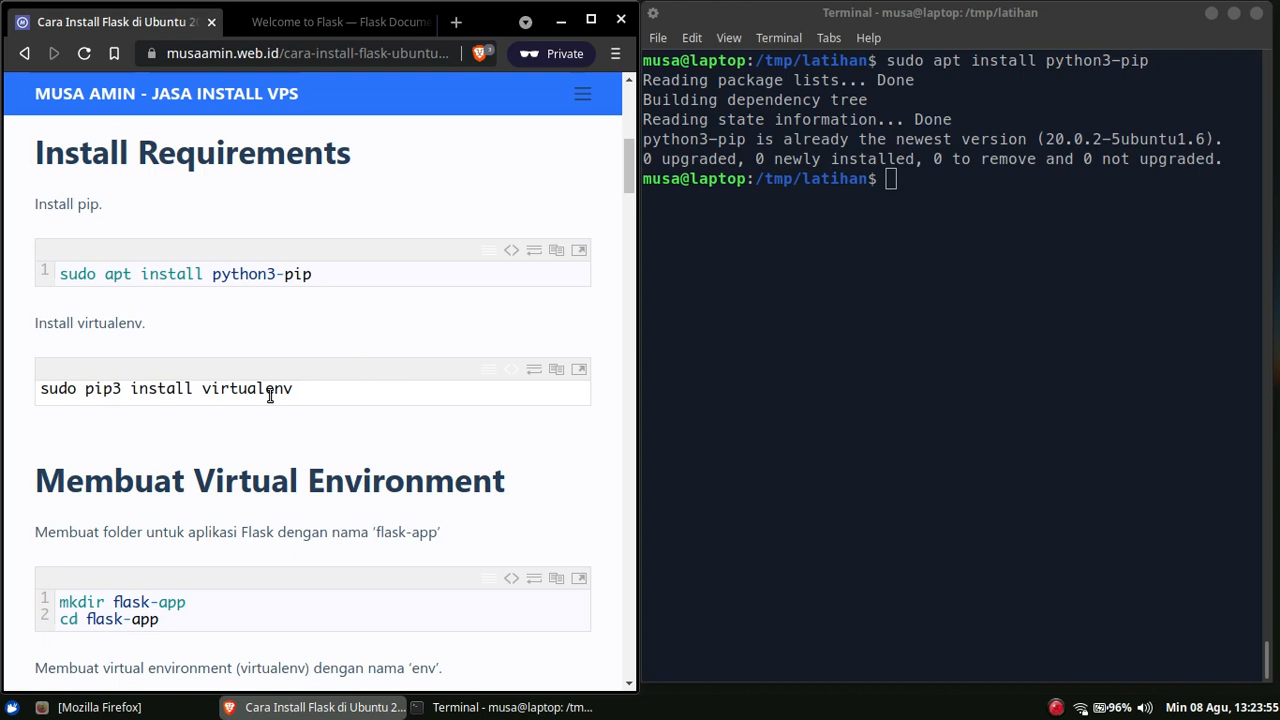 Cara Install Flask di Ubuntu 20
Welcome to Flask — Flask Docume
musaamin.web.id/cara-install-flask-ubuntu...
3
Private
MUSA AMIN - JASA INSTALL VPS
Install Requirements
Install pip.
1 sudo apt install python3-pip
Install virtualenv.
sudo pip3 install virtualenv
Membuat Virtual Environment
Membuat folder untuk aplikasi Flask dengan nama ‘flask-app’
1 mkdir flask-app
2 cd flask-app
Membuat virtual environment (virtualenv) dengan nama ‘env’.
Terminal - musa@laptop: /tmp/latihan
File Edit View Terminal Tabs Help
musa@laptop:/tmp/latihan$ sudo apt install python3-pip
Reading package lists... Done
Building dependency tree
Reading state information... Done
python3-pip is already the newest version (20.0.2-5ubuntu1.6).
0 upgraded, 0 newly installed, 0 to remove and 0 not upgraded.
musa@laptop:/tmp/latihan$
[Mozilla Firefox]
Cara Install Flask di Ubuntu 2...
Terminal - musa@laptop: /tm...
96%
Min 08 Agu, 13:23:55